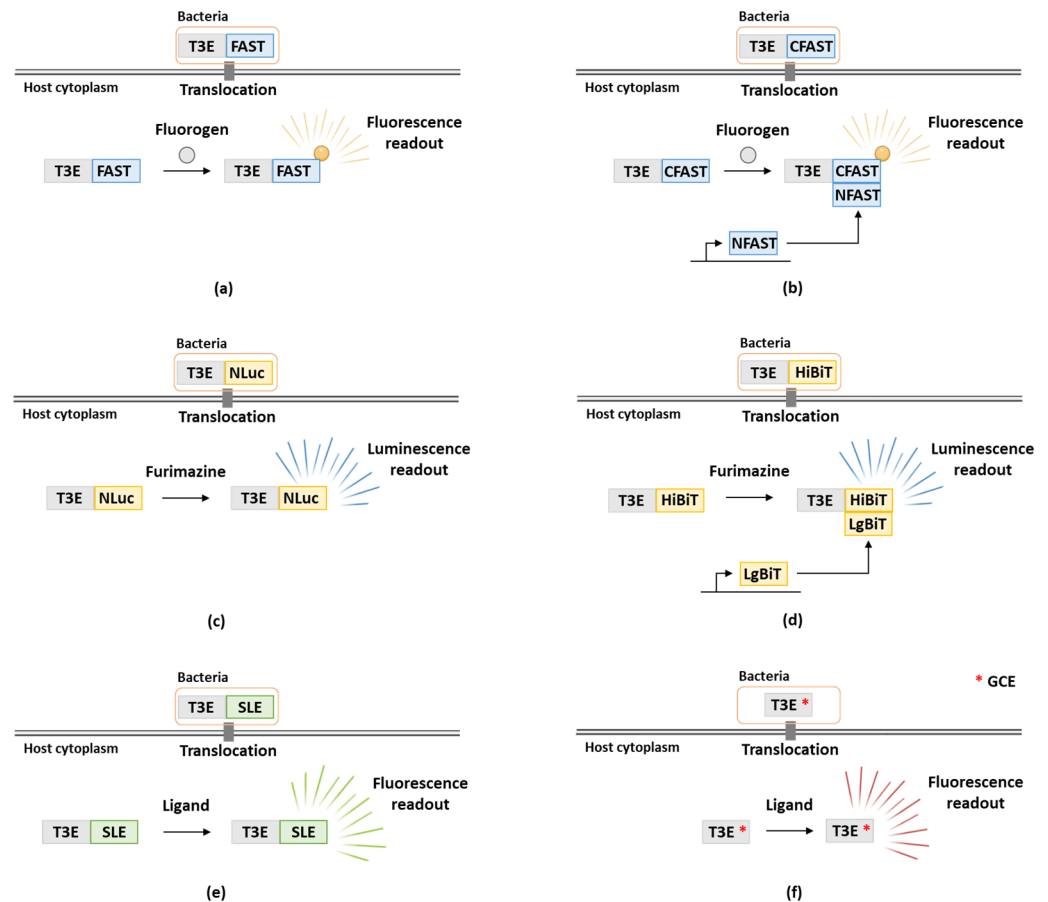 Bacteria
T3E FAST
Host cytoplasm
Translocation
Fluorogen
Fluorescence
readout
T3E FAST
T3E FAST
(a)
Bacteria
T3E CFAST
Host cytoplasm
Translocation
Fluorogen
Fluorescence
readout
T3E CFAST
T3E CFAST
NFAST
NFAST
(b)
Bacteria
T3E NLuc
Host cytoplasm
Translocation
Furimazine
Luminescence
readout
T3E NLuc
T3E NLuc
(c)
Bacteria
T3E HiBiT
Host cytoplasm
Translocation
Furimazine
Luminescence
readout
T3E HiBiT
T3E HiBiT
LgBiT
LgBiT
(d)
Bacteria
T3E SLE
Host cytoplasm
Translocation
Ligand
Fluorescence
readout
T3E SLE
T3E SLE
(e)
Bacteria
* GCE
T3E *
Host cytoplasm
Translocation
Ligand
Fluorescence
readout
T3E *
T3E *
(f)